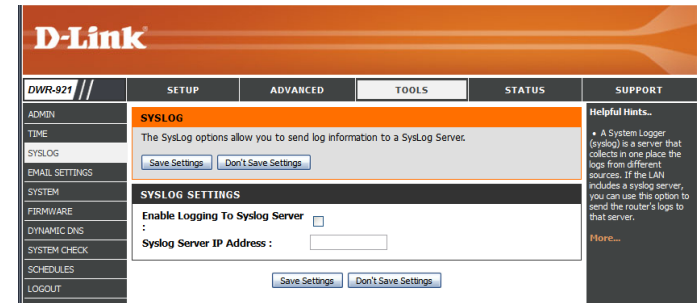 D-Link
DWR-921
SETUP
ADVANCED
TOOLS
STATUS
SUPPORT
ADMIN
TIME
SYSLOG
EMAIL SETTINGS
SYSTEM
FIRMWARE
DYNAMIC DNS
SYSTEM CHECK
SCHEDULES
LOGOUT
SYSLOG
The SysLog options allow you to send log information to a SysLog Server.
Save Settings
Don't Save Settings
SYSLOG SETTINGS
Enable Logging To Syslog Server
:
Syslog Server IP Address :
Save Settings
Don't Save Settings
Helpful Hints..
• A System Logger
(syslog) is a server that
collects in one place the
logs from different
sources. If the LAN
includes a syslog server,
you can use this option to
send the router's logs to
that server.
More...